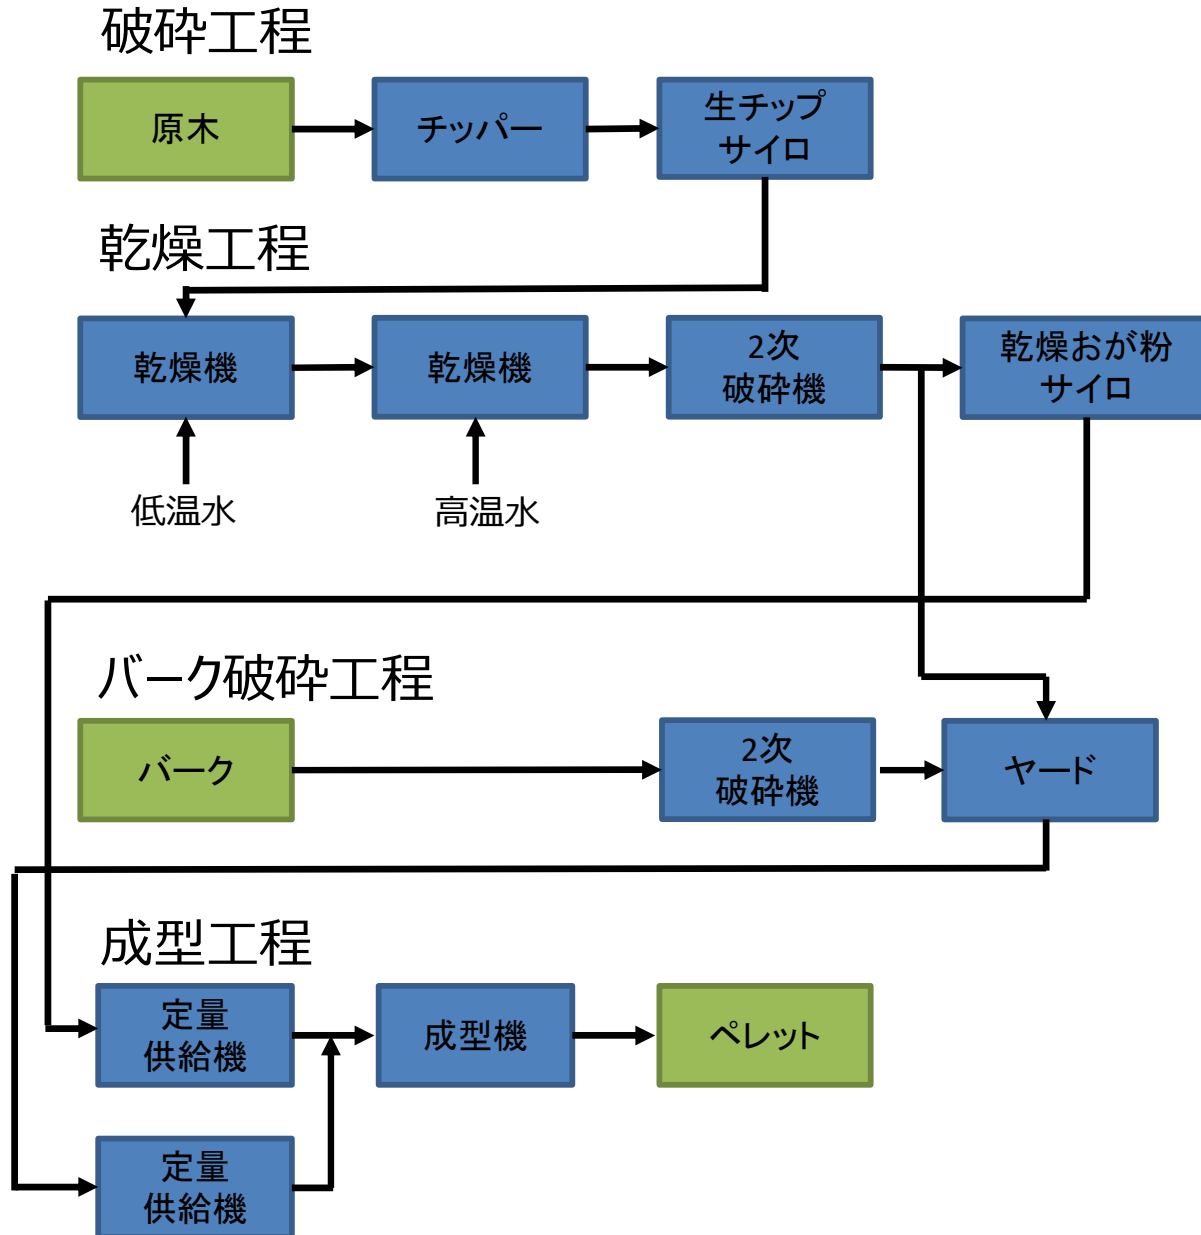 破砕工程
原木
チッパー
生チップ
サイロ
乾燥工程
乾燥機
乾燥機
2次
破砕機
乾燥おが粉
サイロ
低温水
高温水
バーク破砕工程
バーク
2次
破砕機
ヤード
成型工程
定量
供給機
成型機
ペレット
定量
供給機